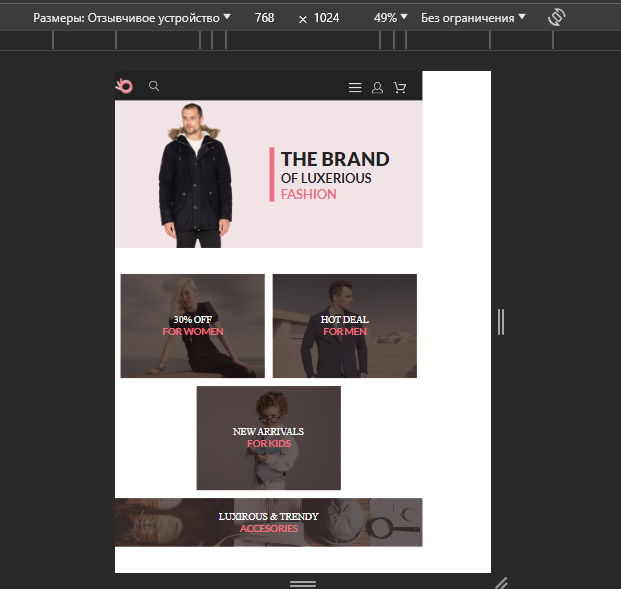 Размеры: Отзывчивое устройство 768 × 1024 49% Без ограничения
THE BRAND
OF LUXERIOUS
FASHION
30% OFF
FOR WOMEN
HOT DEAL
FOR MEN
NEW ARRIVALS
FOR KIDS
LUXIROUS & TRENDY
ACCESORIES